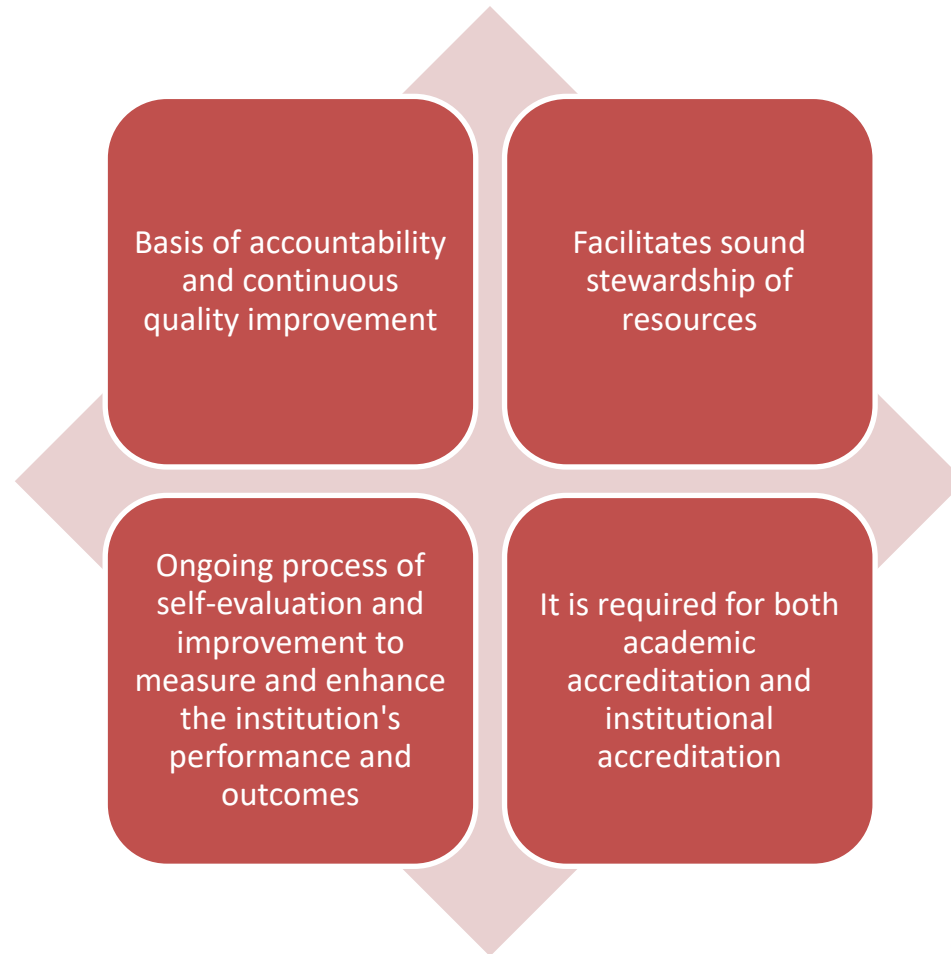 Basis of accountability
and continuous
quality improvement
Facilitates sound
stewardship of
resources
Ongoing process of
self-evaluation and
improvement to
measure and enhance
the institution's
performance and
outcomes
It is required for both
academic
accreditation and
institutional
accreditation